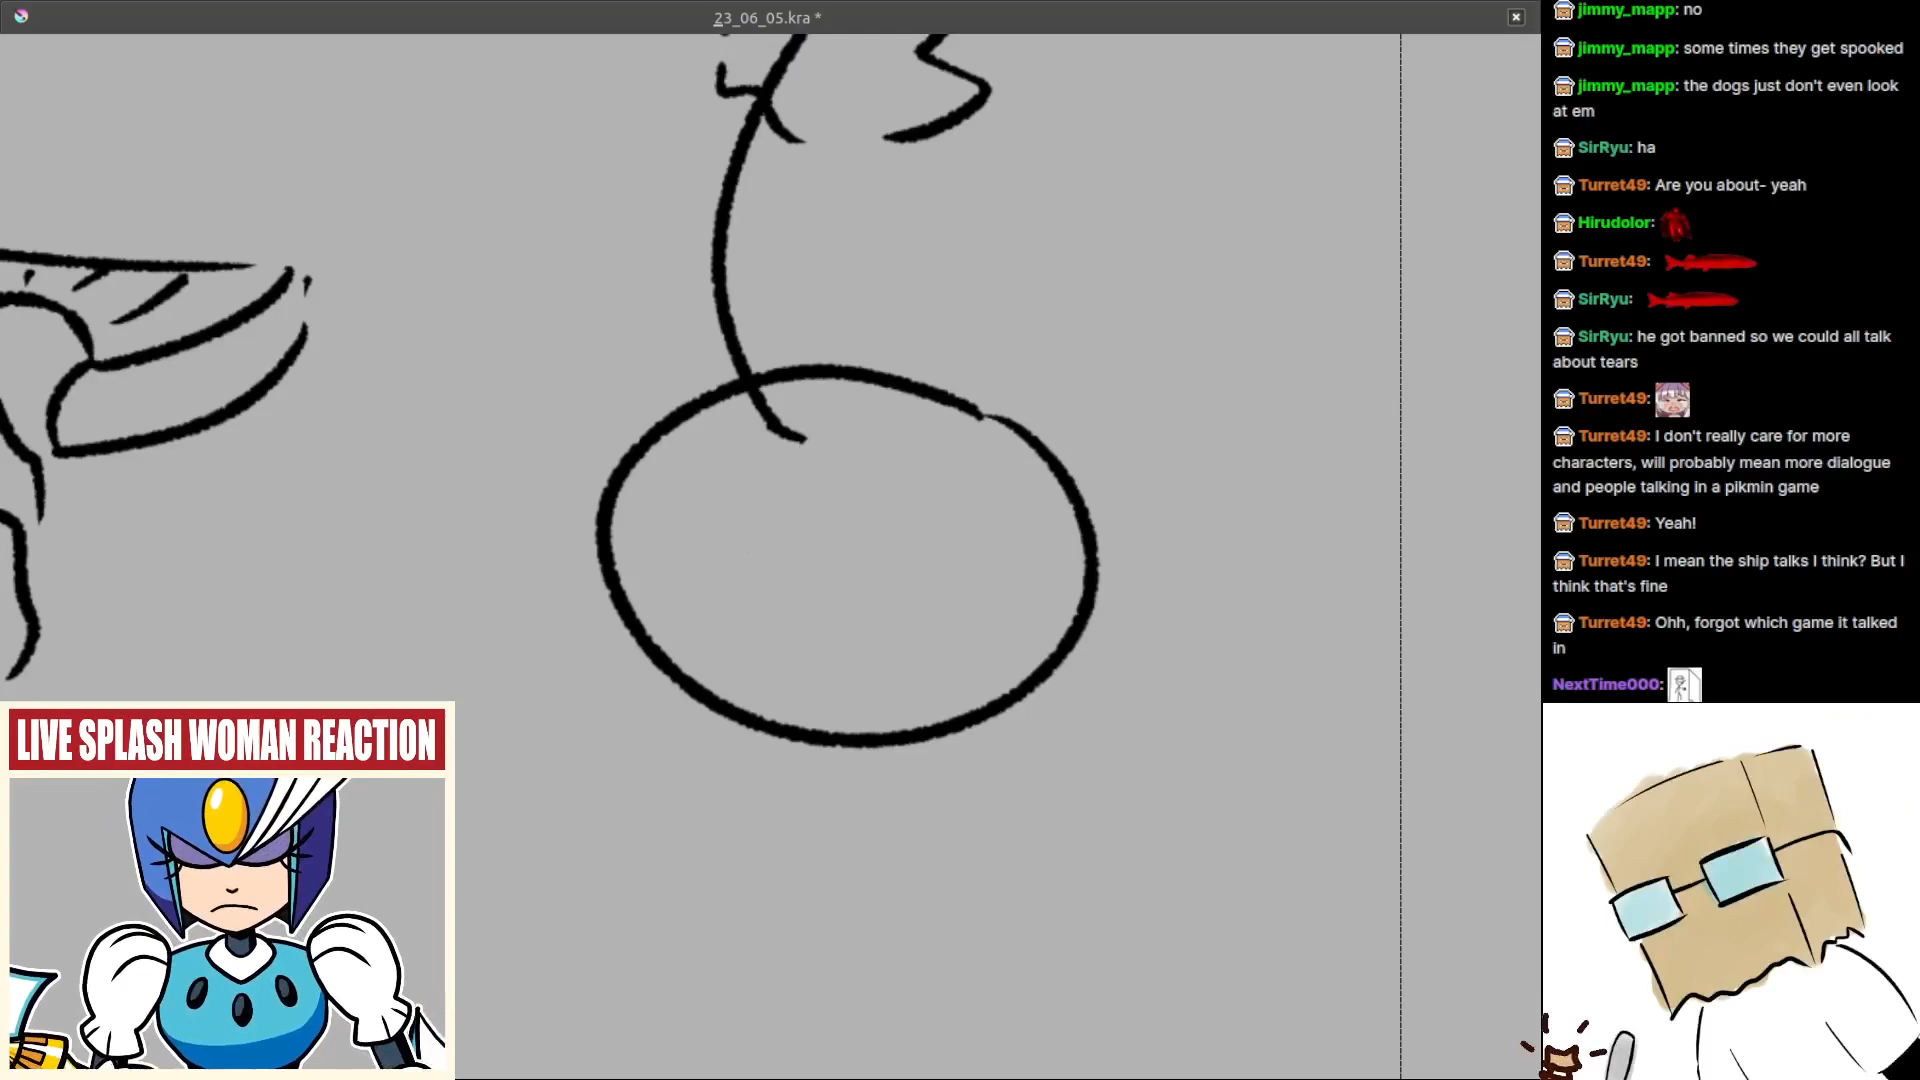 23_06_05.kra *
jimmy_mapp: no
jimmy_mapp: some times they get spooked
jimmy_mapp: the dogs just don't even look
at em
SirRyu: ha
Turret49: Are you about- yeah
Hirudolor:
Turret49:
SirRyu:
SirRyu: he got banned so we could all talk
about tears
Turret49:
Turret49: I don't really care for more
characters, will probably mean more dialogue
and people talking in a pikmin game
Turret49: Yeah!
Turret49: I mean the ship talks I think? But I
think that's fine
Turret49: Ohh, forgot which game it talked
in
NextTime000:
LIVE SPLASH WOMAN REACTION